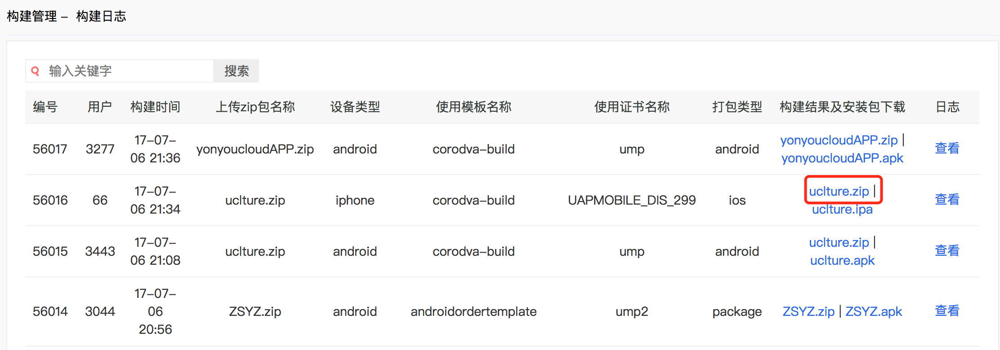 构建管理 – 构建日志
输入关键字 搜索
编号 用户 构建时间 上传zip包名称 设备类型 使用模板名称 使用证书名称 打包类型 构建结果及安装包下载 日志
56017 3277 17-07-06 21:36 yonyoucloudAPP.zip android corodva-build ump android yonyoucloudAPP.zip | yonyoucloudAPP.apk 查看
56016 66 17-07-06 21:34 uclture.zip iphone corodva-build UAPMOBILE_DIS_299 ios uclture.zip | uclture.ipa 查看
56015 3443 17-07-06 21:08 uclture.zip android corodva-build ump android uclture.zip | uclture.apk 查看
56014 3044 17-07-06 20:56 ZSYZ.zip android androidordertemplate ump2 package ZSYZ.zip | ZSYZ.apk 查看